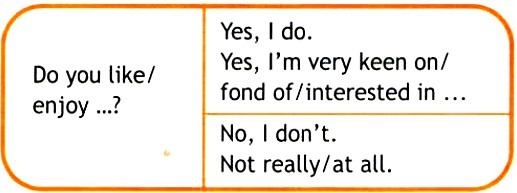 Do you like/
enjoy ...?
Yes, I do.
Yes, I'm very keen on/
fond of/interested in ...
No, I don't.
Not really/at all.